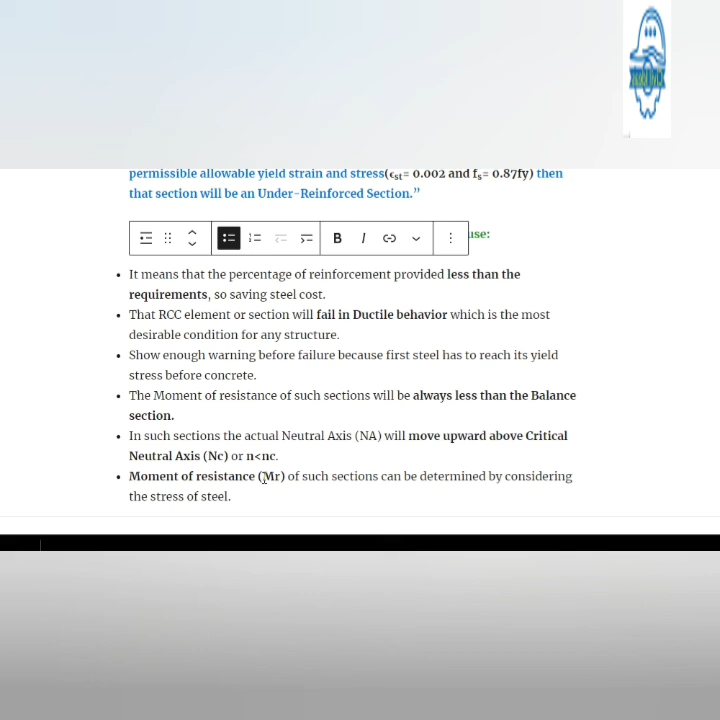 permissible allowable yield strain and stress(ϵst= 0.002 and fs= 0.87fy) then
that section will be an Under-Reinforced Section."
use:
B I
• It means that the percentage of reinforcement provided less than the
requirements, so saving steel cost.
• That RCC element or section will fail in Ductile behavior which is the most
desirable condition for any structure.
• Show enough warning before failure because first steel has to reach its yield
stress before concrete.
• The Moment of resistance of such sections will be always less than the Balance
section.
• In such sections the actual Neutral Axis (NA) will move upward above Critical
Neutral Axis (Nc) or n<nc.
• Moment of resistance (Mr) of such sections can be determined by considering
the stress of steel.